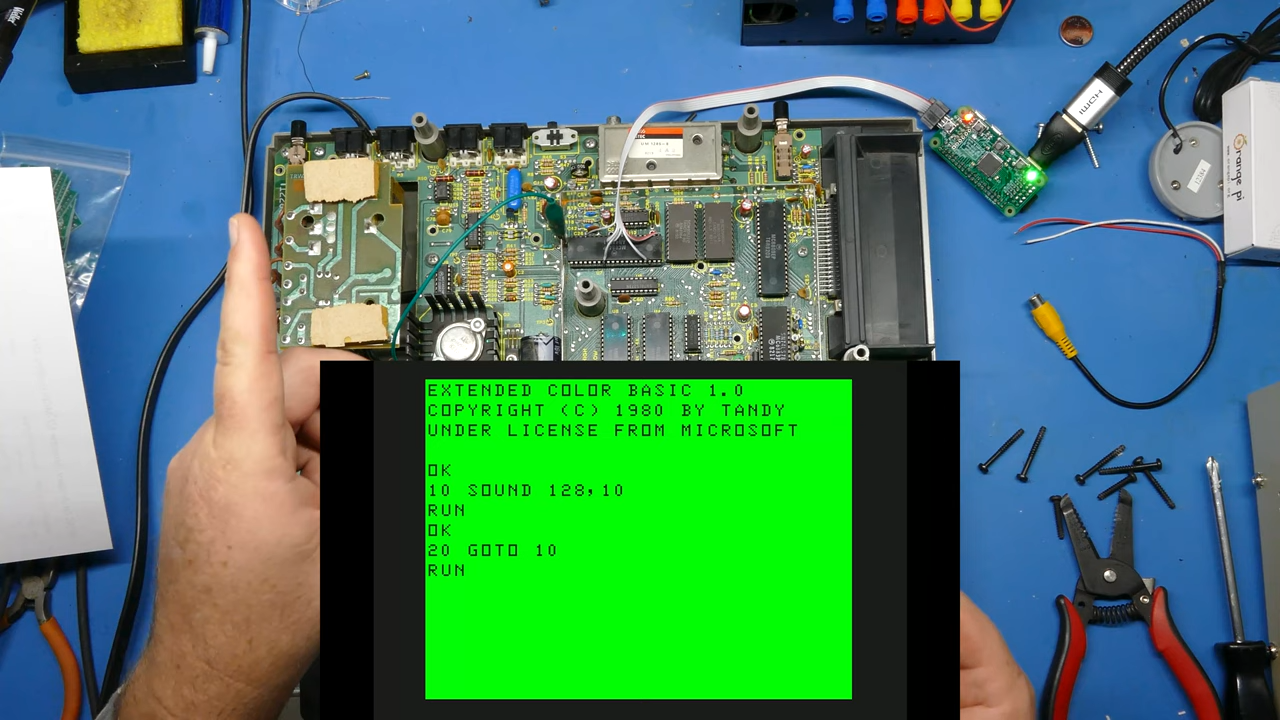 HDMI
Orange Pi
EXTENDED COLOR BASIC 1.0
COPYRIGHT (C) 1980 BY TANDY
UNDER LICENSE FROM MICROSOFT
OK
10 SOUND 128,10
RUN
OK
20 GOTO 10
RUN